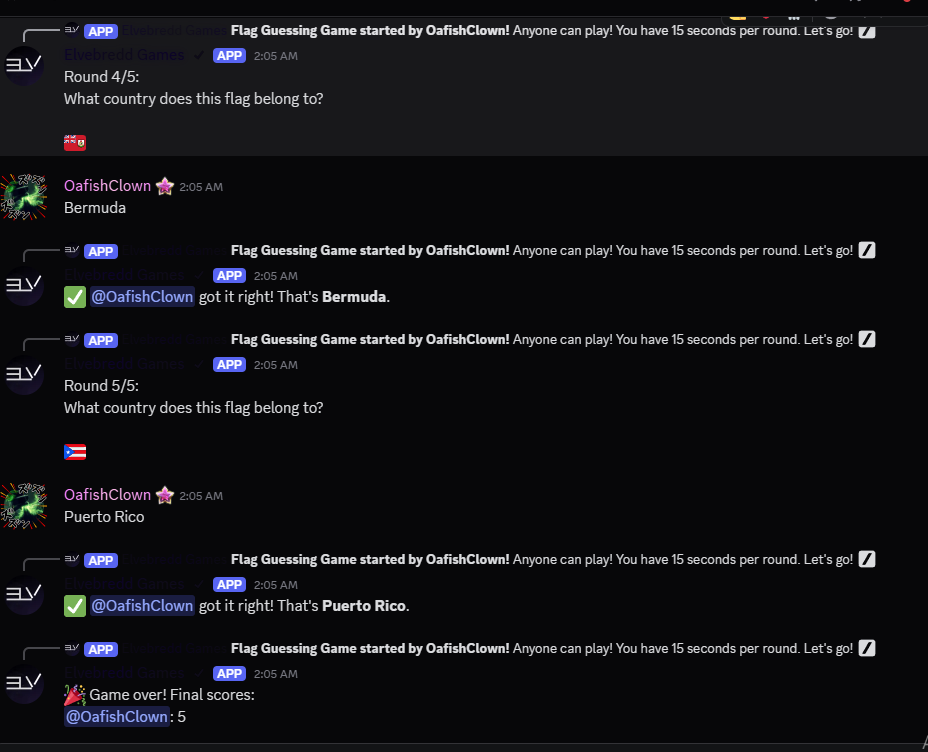 APP Elvebredd Games Flag Guessing Game started by OafishClown! Anyone can play! You have 15 seconds per round. Let's go!
Elvebredd Games APP 2:05 AM
Round 4/5:
What country does this flag belong to?
OafishClown 2:05 AM
Bermuda
APP Elvebredd Games Flag Guessing Game started by OafishClown! Anyone can play! You have 15 seconds per round. Let's go!
Elvebredd Games APP 2:05 AM
@OafishClown got it right! That's Bermuda.
APP Elvebredd Games Flag Guessing Game started by OafishClown! Anyone can play! You have 15 seconds per round. Let's go!
Elvebredd Games APP 2:05 AM
Round 5/5:
What country does this flag belong to?
OafishClown 2:05 AM
Puerto Rico
APP Elvebredd Games Flag Guessing Game started by OafishClown! Anyone can play! You have 15 seconds per round. Let's go!
Elvebredd Games APP 2:05 AM
@OafishClown got it right! That's Puerto Rico.
APP Elvebredd Games Flag Guessing Game started by OafishClown! Anyone can play! You have 15 seconds per round. Let's go!
Elvebredd Games APP 2:05 AM
Game over! Final scores:
@OafishClown: 5